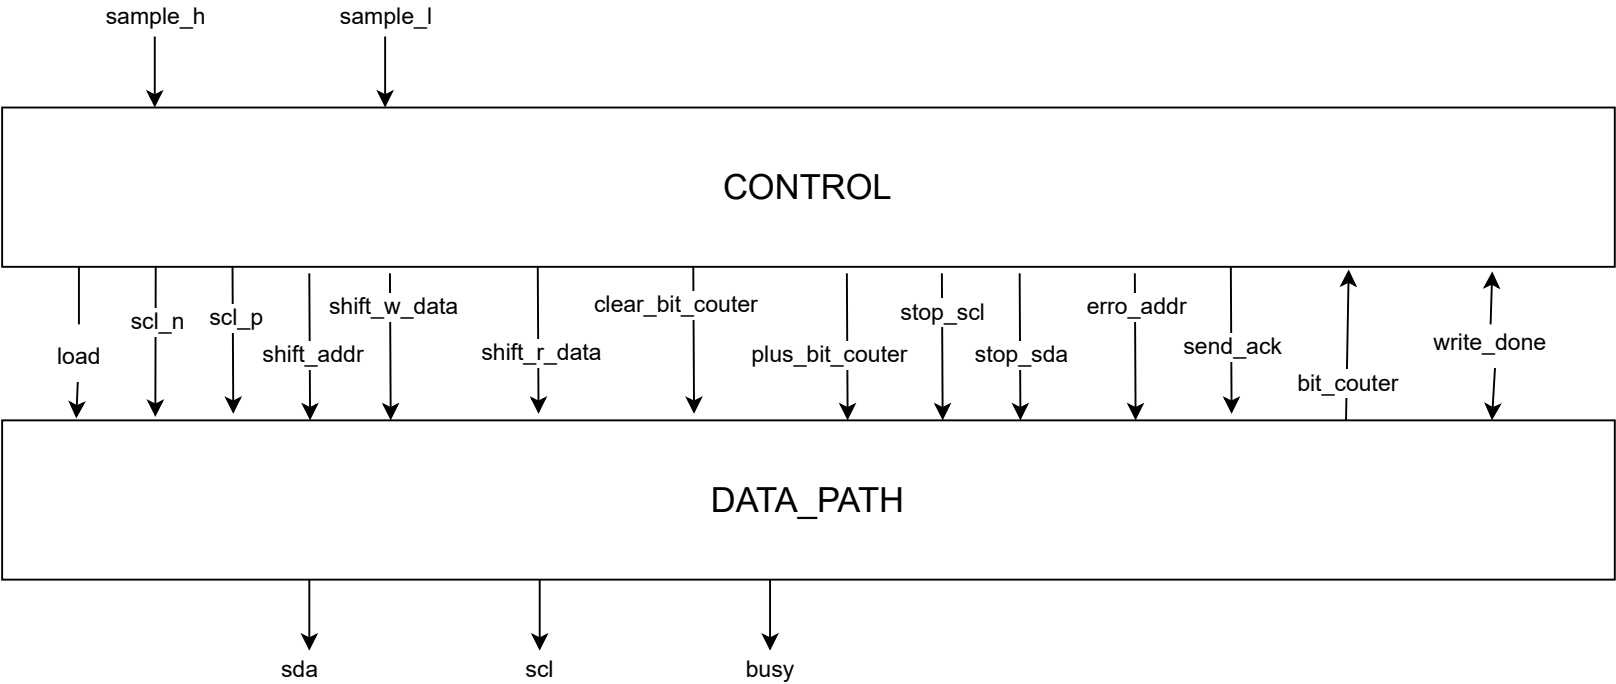 sample_h
sample_l
CONTROL
load
scl_n
scl_p
shift_addr
shift_w_data
shift_r_data
clear_bit_couter
plus_bit_couter
stop_scl
stop_sda
erro_addr
send_ack
bit_couter
write_done
DATA_PATH
sda
scl
busy